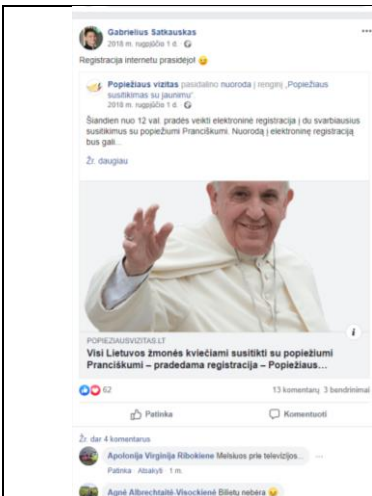 Gabrielius Satkauskas
2018 m. rugpjūčio 1 d.
Registracija internetu prasidėjo!
Popiežiaus vizitas pasidalino nuoroda į renginį „Popiežiaus
susitikimas su jaunimu“.
2018 m. rugpjūčio 1 d.
Šiandien nuo 12 val. pradės veikti elektroninė registracija į du svarbiausius
susitikimus su popiežiumi Pranciškumi. Nuorodą į elektroninę registraciją
bus gali...
Žr. daugiau
POPIEZIAUSVIZITAS.LT
Visi Lietuvos žmonės kviečiami susitikti su popiežiumi
Pranciškumi – pradedama registracija – Popiežiaus...
62
13 komentarų 3 bendrinimai
Patinka
Komentuoti
Žr. dar 4 komentarus
Apolonija Virginija Ribokiene Melsiuos prie televizijos...
Patinka · Atsakyti · 1 m.
Agnė Albrechtaitė-Visockienė Bilietų nebėra